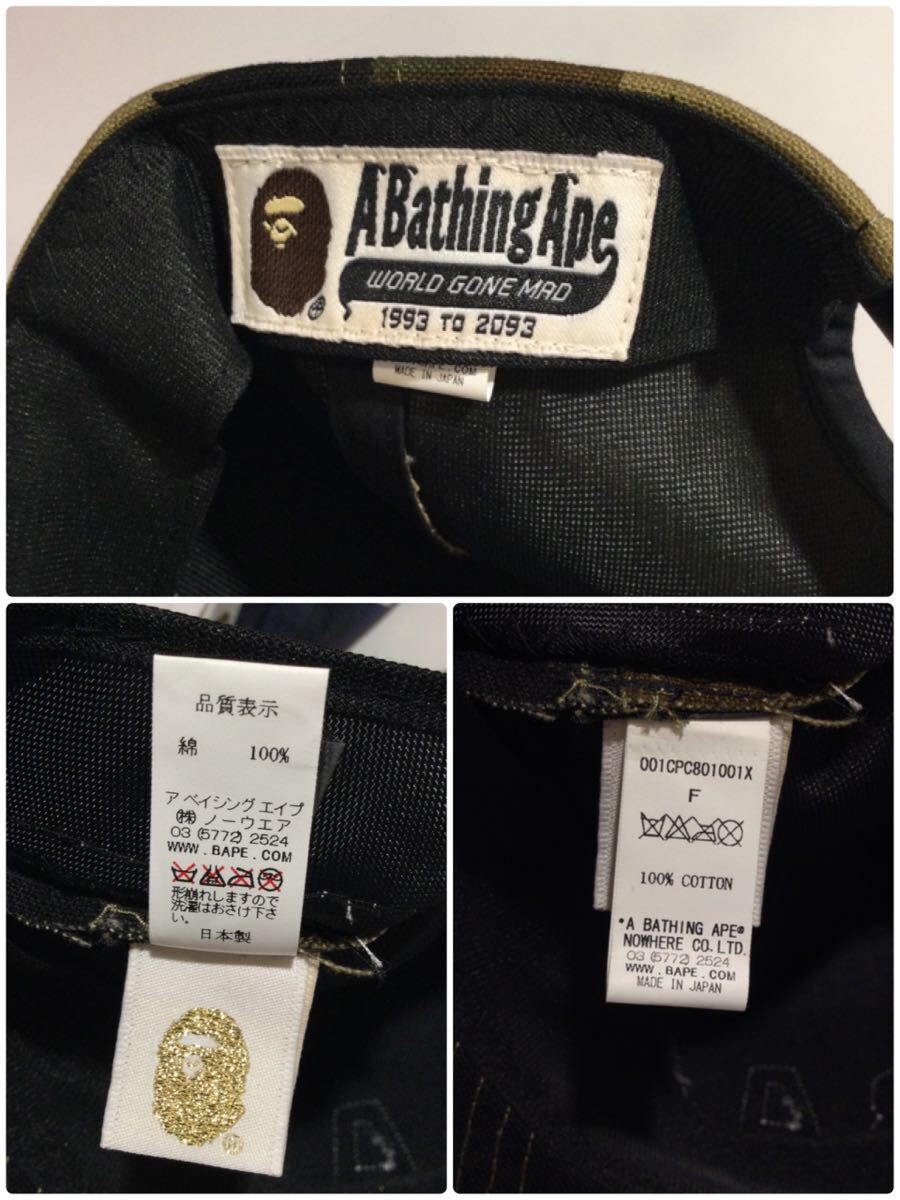 A Bathing Ape
WORLD GONE MAD
1993 TO 2093
MADE IN JAPAN
品質表示
綿 100%
ア ベイシング エイプ
㈱ ノーウエア
03 (5772) 2524
WWW.BAPE.COM
形崩れしますので
洗濯はおさけ下さ
い。
日本製
001CPC801001X
F
100% COTTON
*A BATHING APE®
NOWHERE CO.LTD.
03 (5772) 2524
WWW.BAPE.COM
MADE IN JAPAN